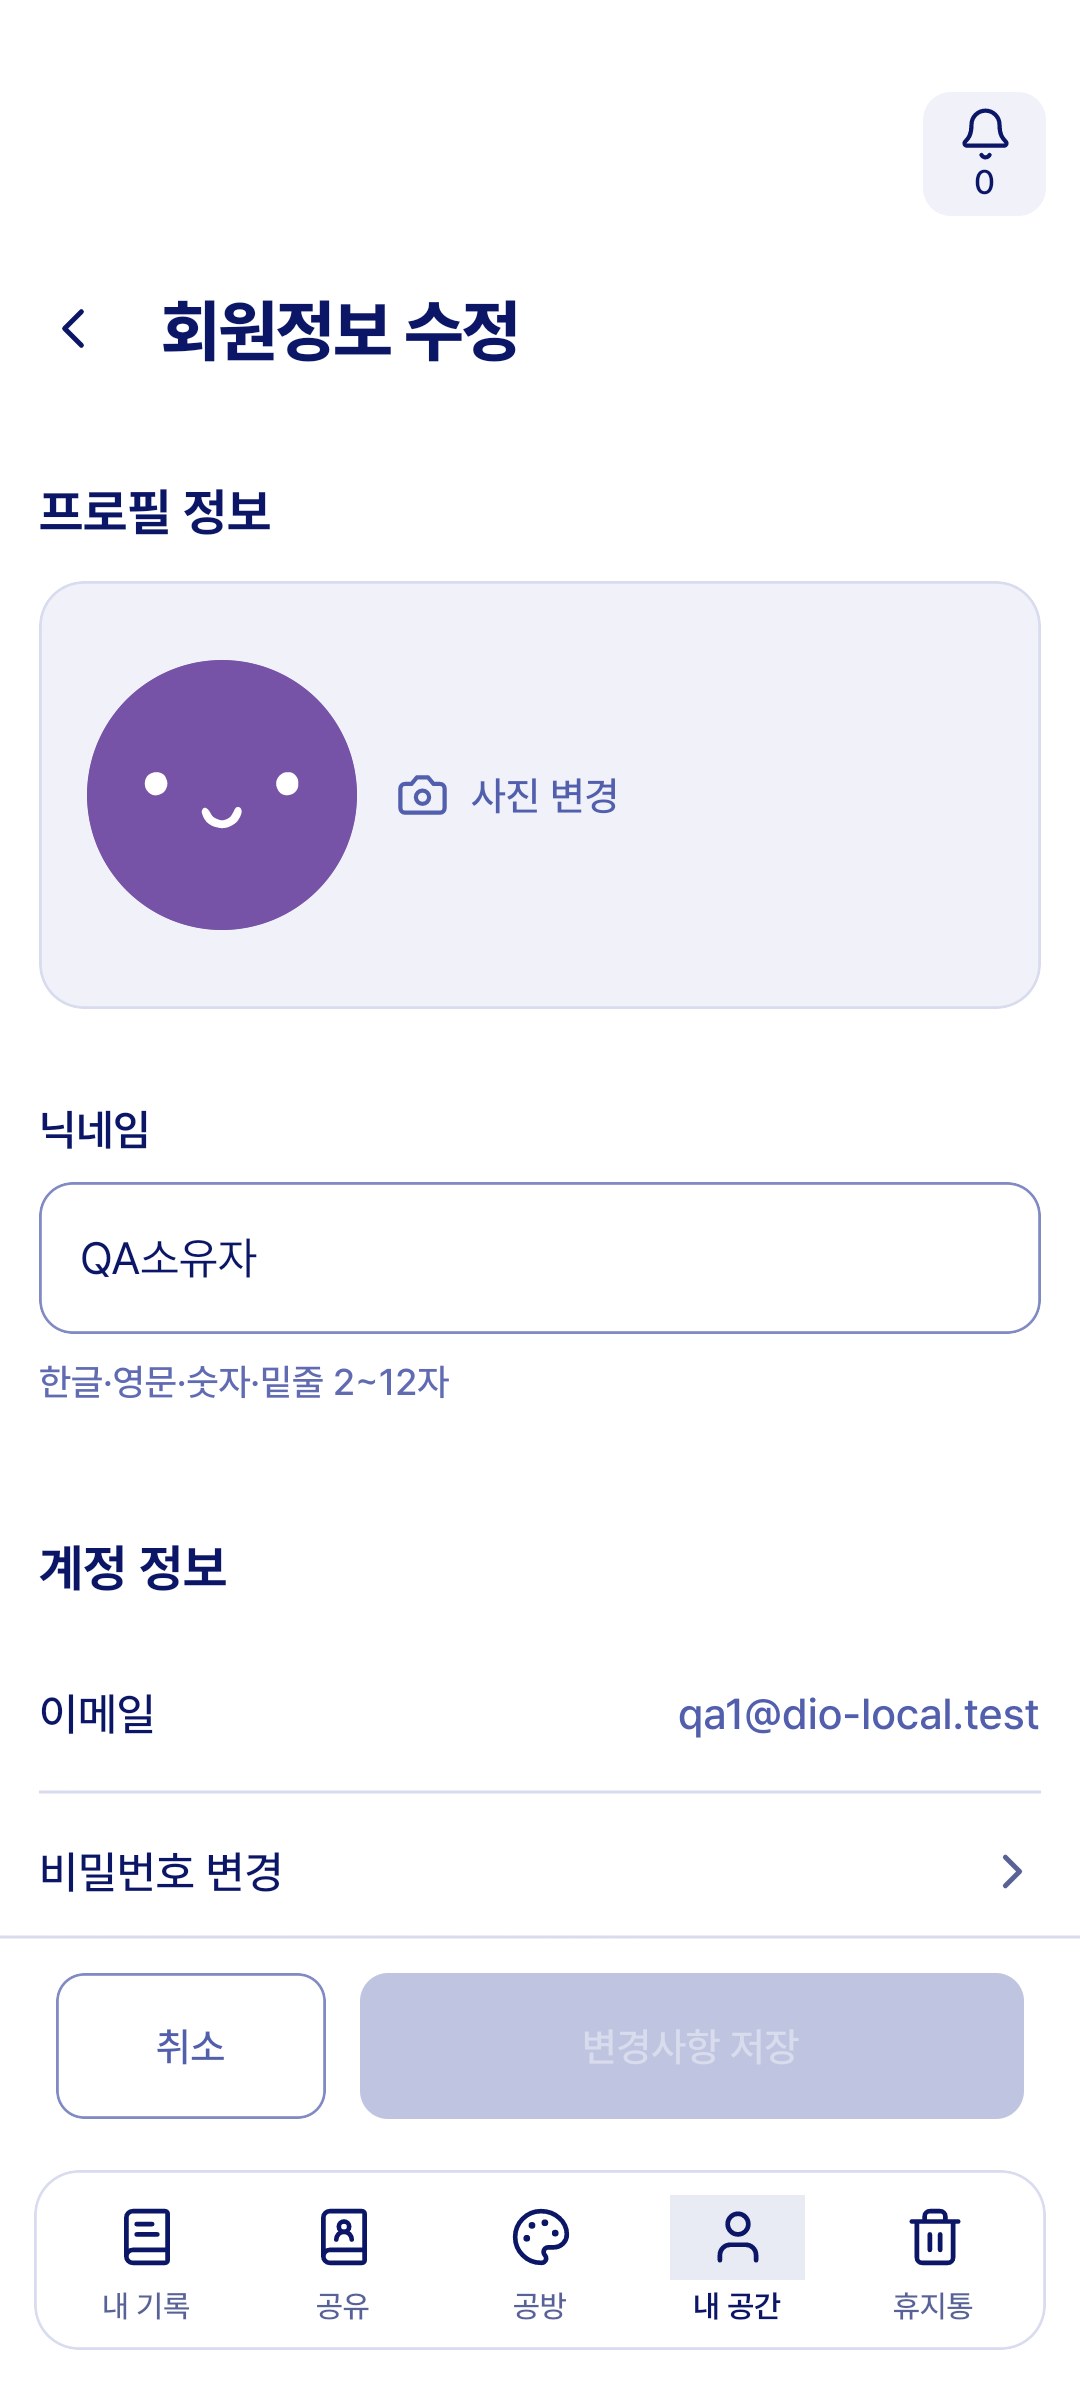 0
회원정보 수정
프로필 정보
사진 변경
닉네임
QA소유자
한글·영문·숫자·밑줄 2~12자
계정 정보
이메일 qa1@dio-local.test
비밀번호 변경
취소 변경사항 저장
내 기록 공유 공방 내 공간 휴지통